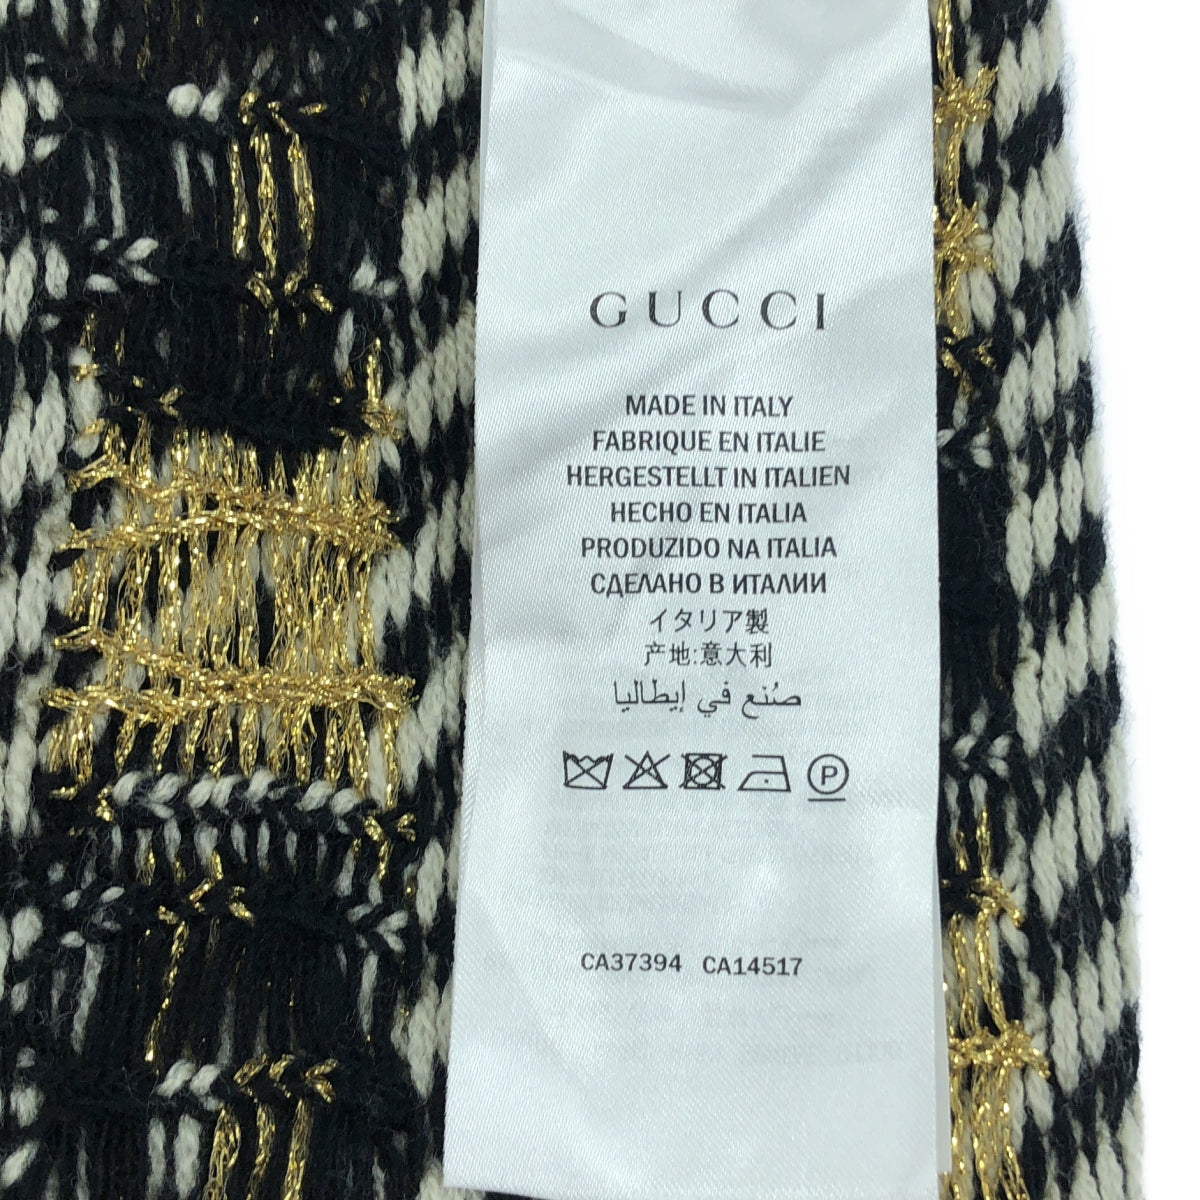 GUCCI
MADE IN ITALY
FABRIQUE EN ITALIE
HERGESTELLT IN ITALIEN
HECHO EN ITALIA
PRODUZIDO NA ITALIA
СДЕЛАНО В ИТАЛИИ
イタリア製
产地:意大利
صُنع في إيطاليا
P
CA37394 CA14517